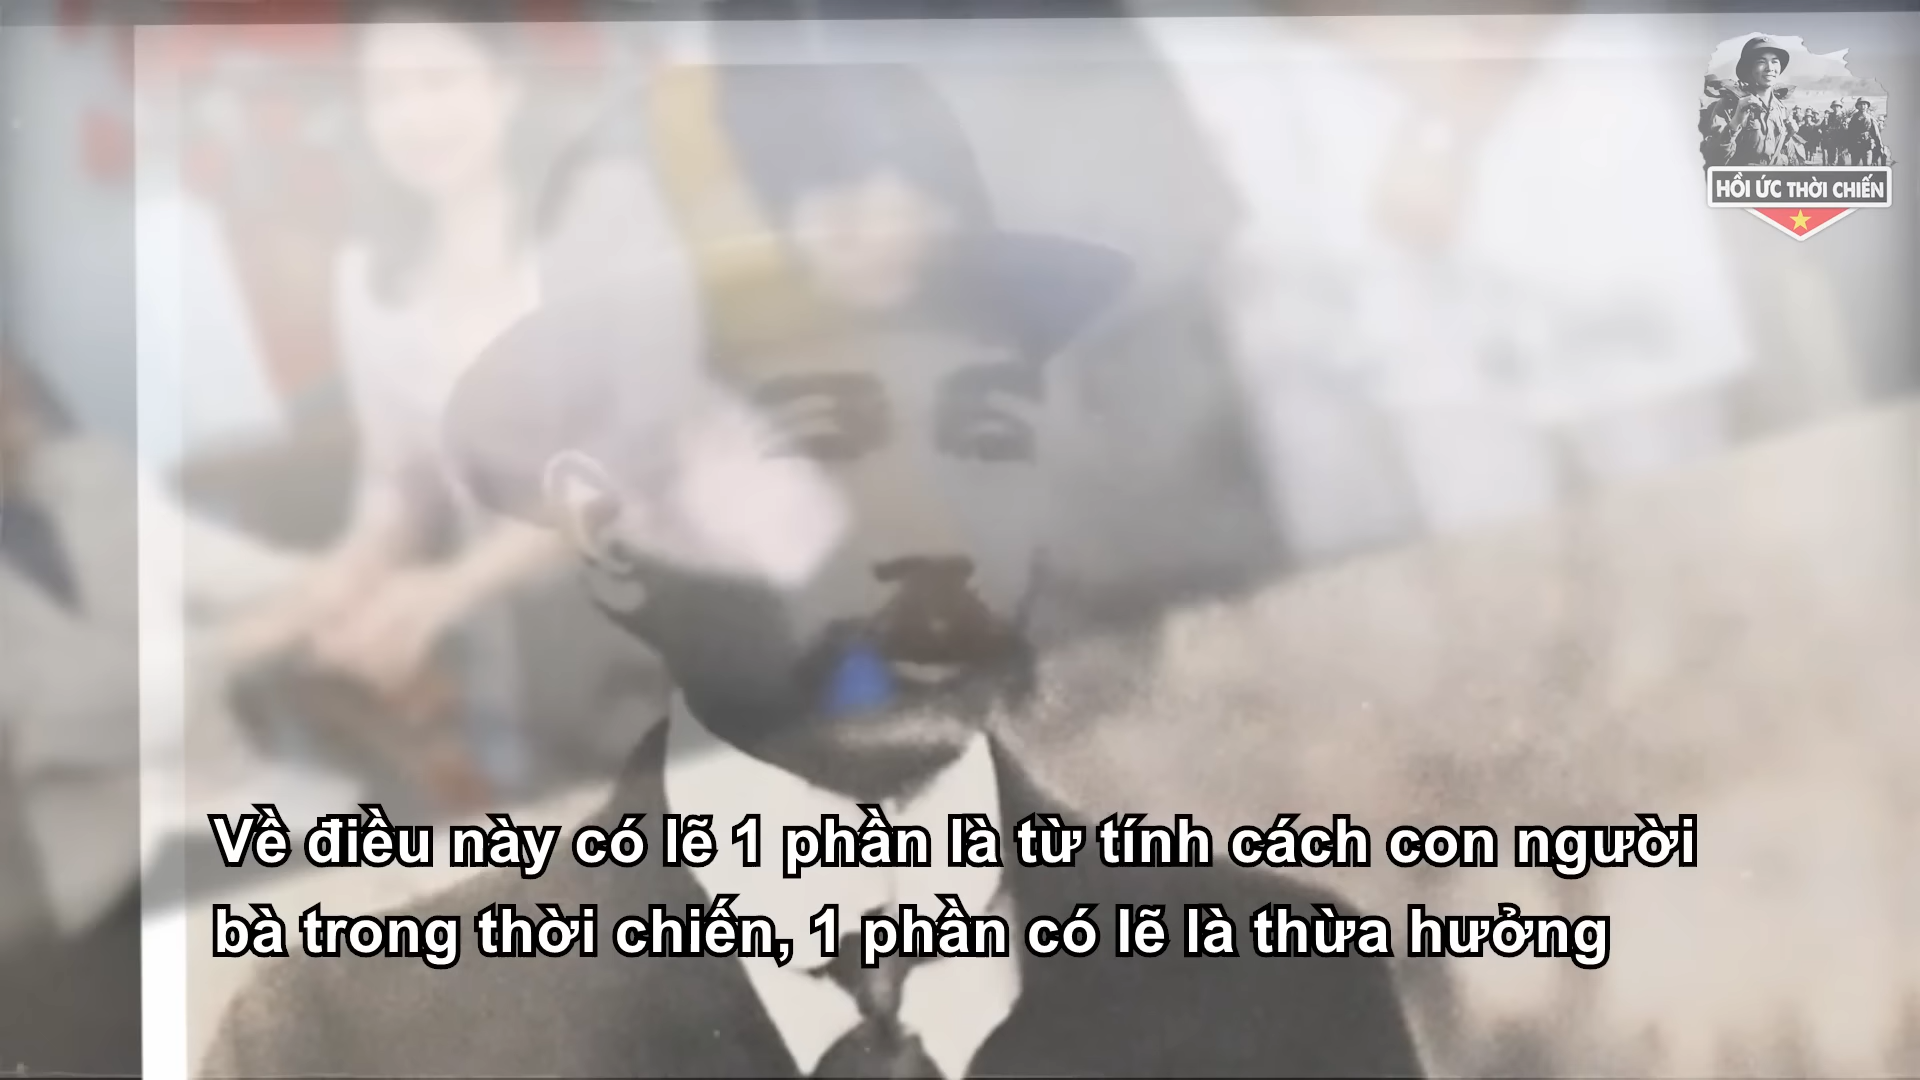 HỒI ỨC THỜI CHIẾN
Về điều này có lẽ 1 phần là từ tính cách con người
bà trong thời chiến, 1 phần có lẽ là thừa hưởng